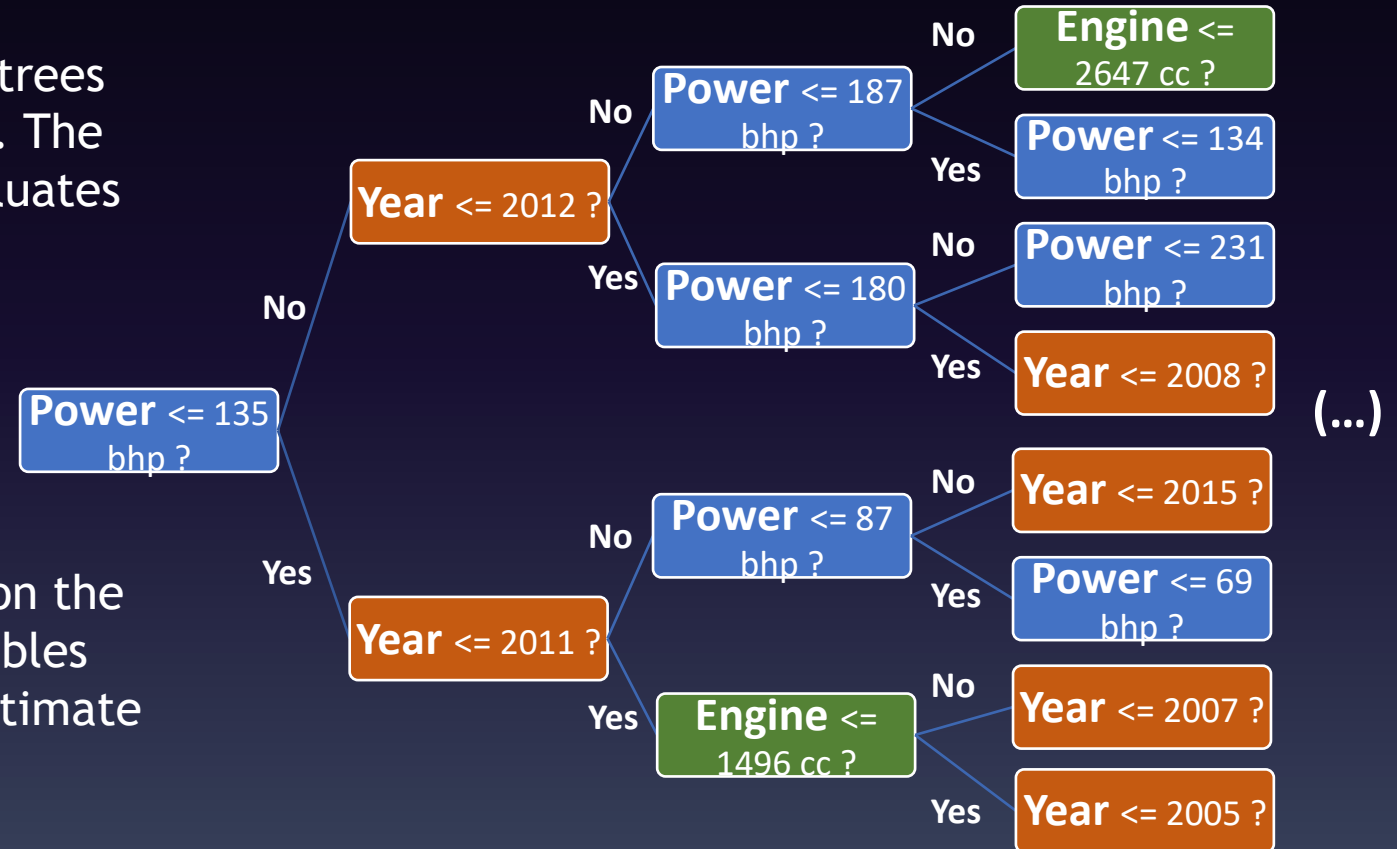 trees
. The
luates
on the
bles
timate
Power <= 135
bhp ?
No
Yes
Year <= 2012 ?
Year <= 2011 ?
No
Yes
No
Yes
Power <= 187
bhp ?
Power <= 180
bhp ?
Power <= 87
bhp ?
Engine <=
1496 cc ?
No
Yes
No
Yes
No
Yes
No
Yes
Engine <=
2647 cc ?
Power <= 134
bhp ?
Power <= 231
bhp ?
Year <= 2008 ?
Year <= 2015 ?
Power <= 69
bhp ?
Year <= 2007 ?
Year <= 2005 ?
(...)